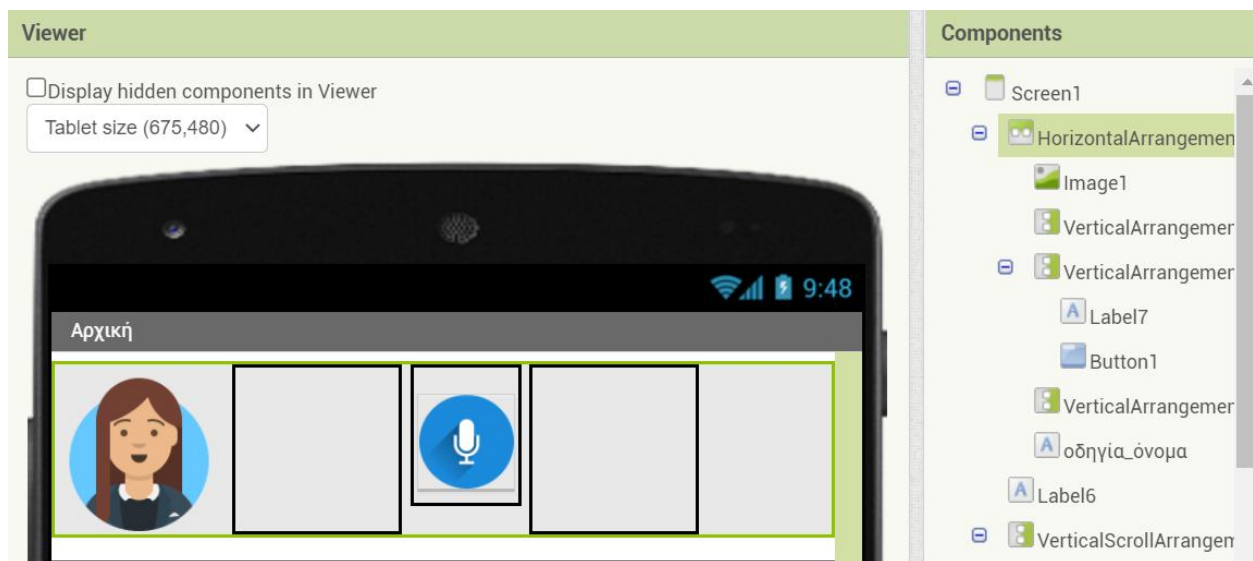 Viewer
Display hidden components in Viewer
Tablet size (675,480)
9:48
Αρχική
Components
Screen1
HorizontalArrangemen
Image1
VerticalArrangemer
VerticalArrangemer
Label7
Button1
VerticalArrangemer
οδηγία_όνομα
Label6
VerticalScrollArrangem